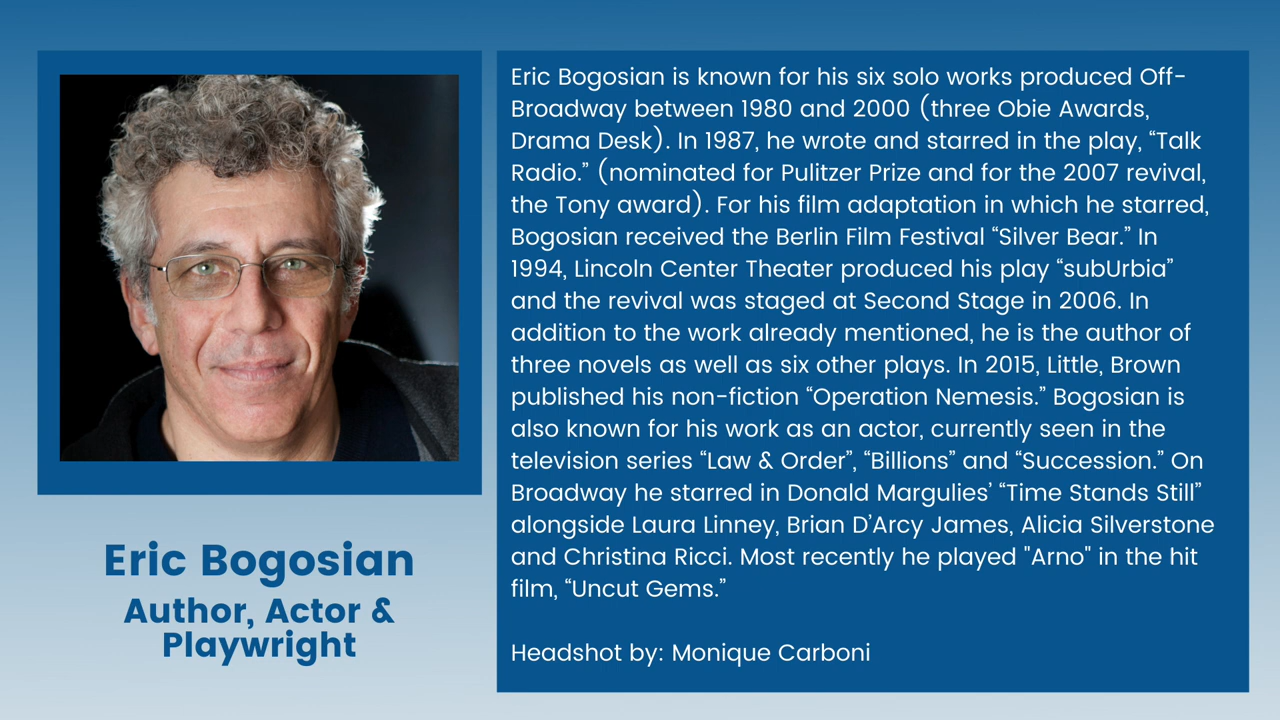 Eric Bogosian
Author, Actor &
Playwright
Eric Bogosian is known for his six solo works produced Off-
Broadway between 1980 and 2000 (three Obie Awards,
Drama Desk). In 1987, he wrote and starred in the play, “Talk
Radio.” (nominated for Pulitzer Prize and for the 2007 revival,
the Tony award). For his film adaptation in which he starred,
Bogosian received the Berlin Film Festival “Silver Bear.” In
1994, Lincoln Center Theater produced his play “subUrbia”
and the revival was staged at Second Stage in 2006. In
addition to the work already mentioned, he is the author of
three novels as well as six other plays. In 2015, Little, Brown
published his non-fiction “Operation Nemesis.” Bogosian is
also known for his work as an actor, currently seen in the
television series “Law & Order”, “Billions” and “Succession.” On
Broadway he starred in Donald Margulies’ “Time Stands Still”
alongside Laura Linney, Brian D’Arcy James, Alicia Silverstone
and Christina Ricci. Most recently he played "Arno" in the hit
film, “Uncut Gems.”
Headshot by: Monique Carboni